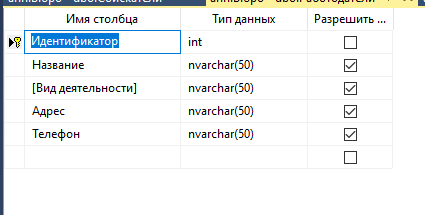 Имя столбца Тип данных Разрешить ...
Идентификатор int
Название nvarchar(50)
[Вид деятельности] nvarchar(50)
Адрес nvarchar(50)
Телефон nvarchar(50)